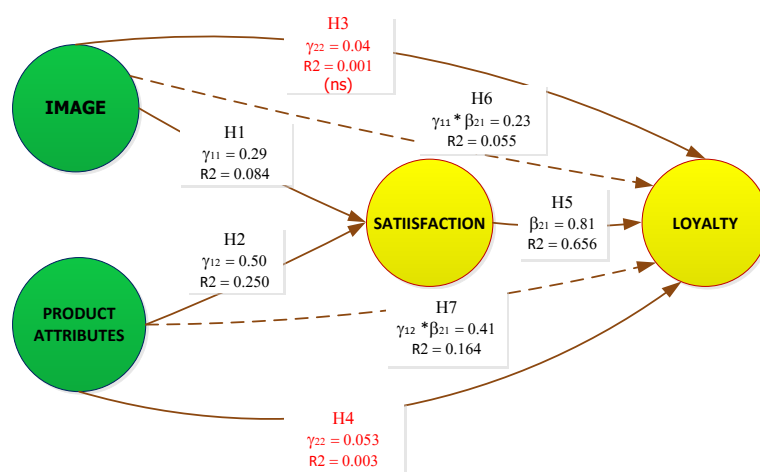 H3
γ22 = 0.04
R2 = 0.001
(ns)
IMAGE
H6
γ11 * β21 = 0.23
R2 = 0.055
H1
γ11 = 0.29
R2 = 0.084
SATIISFACTION
H5
β21 = 0.81
R2 = 0.656
LOYALTY
H2
γ12 = 0.50
R2 = 0.250
PRODUCT
ATTRIBUTES
H7
γ12 *β21 = 0.41
R2 = 0.164
H4
γ22 = 0.053
R2 = 0.003